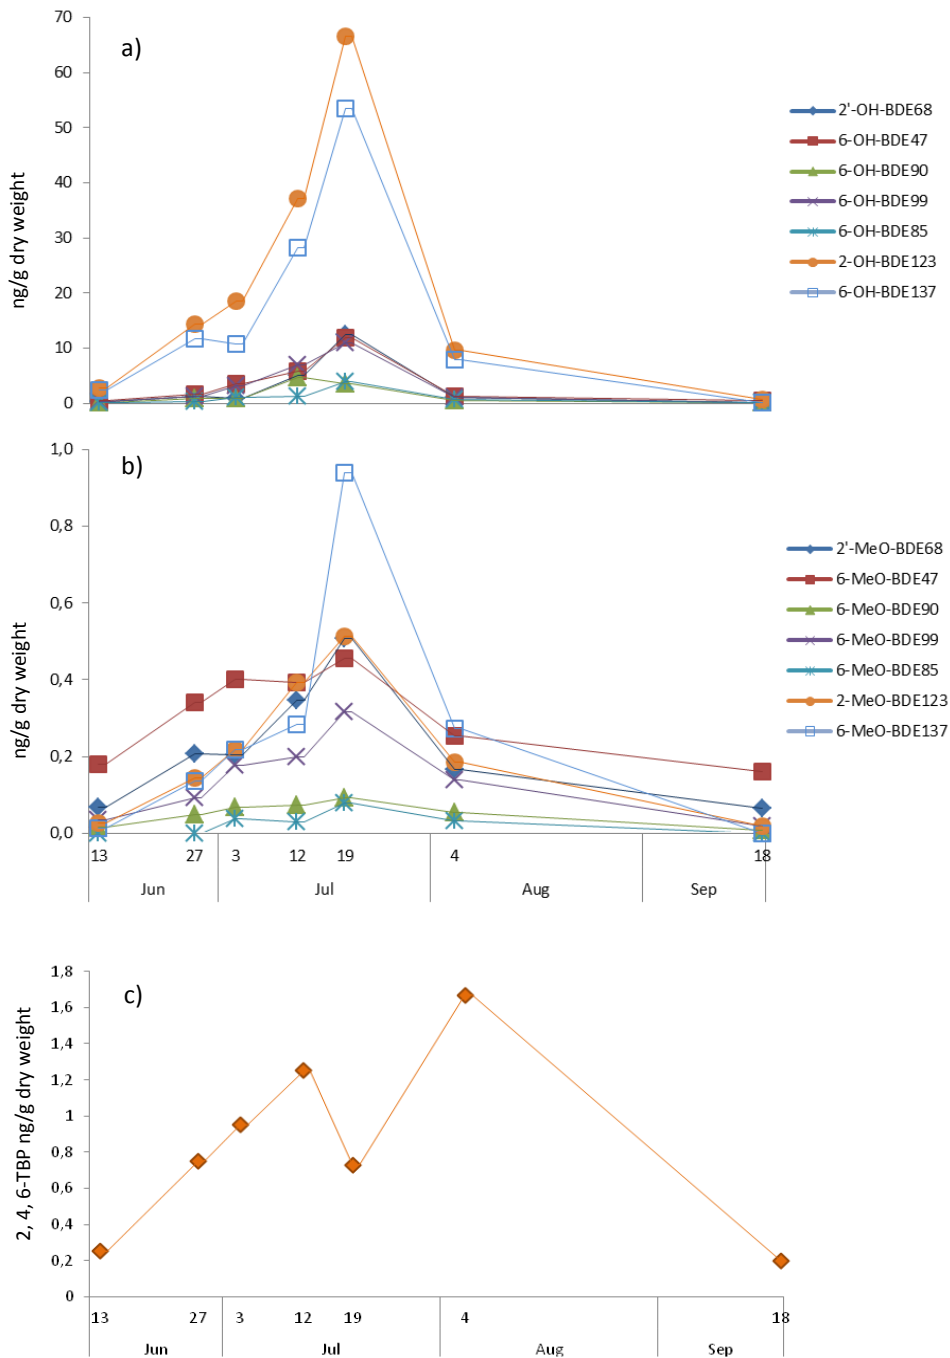 a)
70
60
50
40
30
20
10
0
ng/g dry weight
2'-OH-BDE68
6-OH-BDE47
6-OH-BDE90
6-OH-BDE99
6-OH-BDE85
2-OH-BDE123
6-OH-BDE137
b)
1,0
0,8
0,6
0,4
0,2
0,0
ng/g dry weight
2'-MeO-BDE68
6-MeO-BDE47
6-MeO-BDE90
6-MeO-BDE99
6-MeO-BDE85
2-MeO-BDE123
6-MeO-BDE137
13 27 3 12 19 4 18
Jun Jul Aug Sep
c)
1,8
1,6
1,4
1,2
1
0,8
0,6
0,4
0,2
0
2, 4, 6-TBP ng/g dry weight
13 27 3 12 19 4 18
Jun Jul Aug Sep